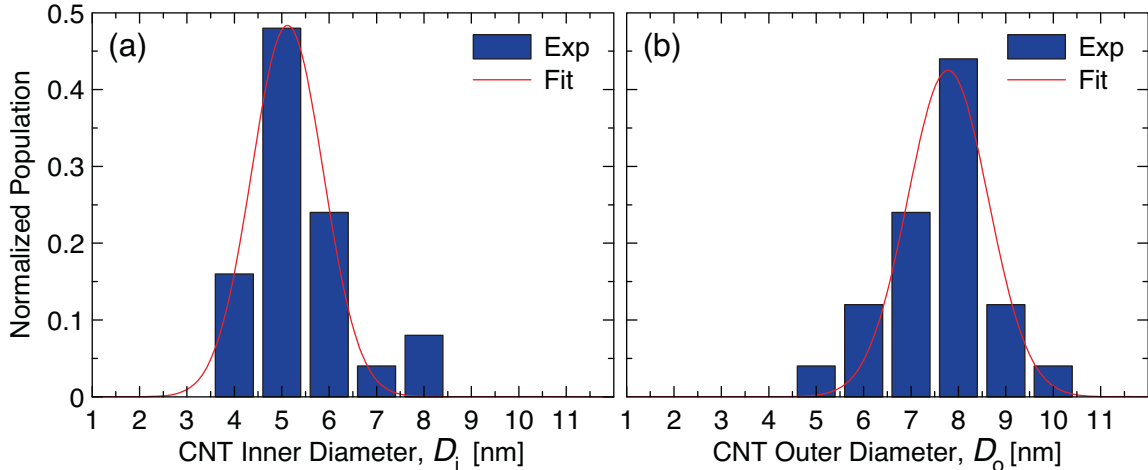 (a)
Exp
Fit
Normalized Population
0.5
0.4
0.3
0.2
0.1
0
1 2 3 4 5 6 7 8 9 10 11
CNT Inner Diameter, Di [nm]
(b)
Exp
Fit
1 2 3 4 5 6 7 8 9 10 11
CNT Outer Diameter, Do [nm]